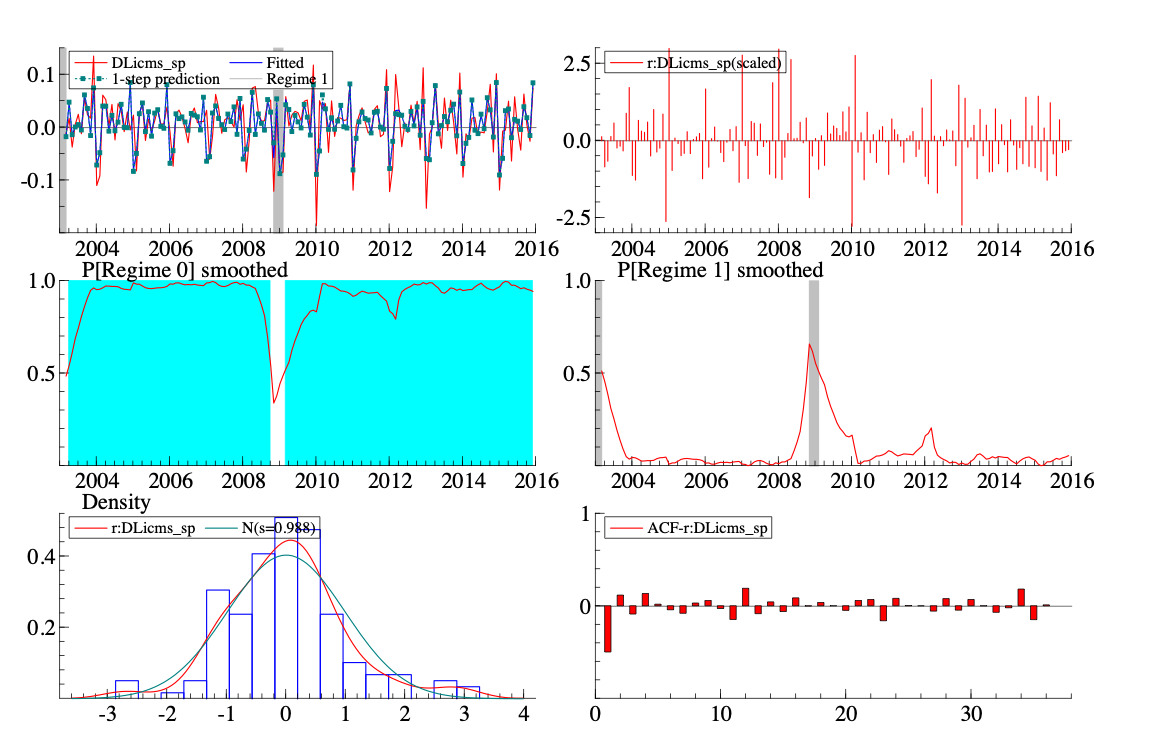 DLicms_sp Fitted
1-step prediction Regime 1
0.1
0.0
-0.1
2004 2006 2008 2010 2012 2014 2016
r:DLicms_sp(scaled)
2.5
0.0
-2.5
2004 2006 2008 2010 2012 2014 2016
P[Regime 0] smoothed
1.0
0.5
2004 2006 2008 2010 2012 2014 2016
P[Regime 1] smoothed
1.0
0.5
2004 2006 2008 2010 2012 2014 2016
Density
r:DLicms_sp N(s=0.988)
0.4
0.2
-3 -2 -1 0 1 2 3 4
ACF-r:DLicms_sp
1
0
0 10 20 30